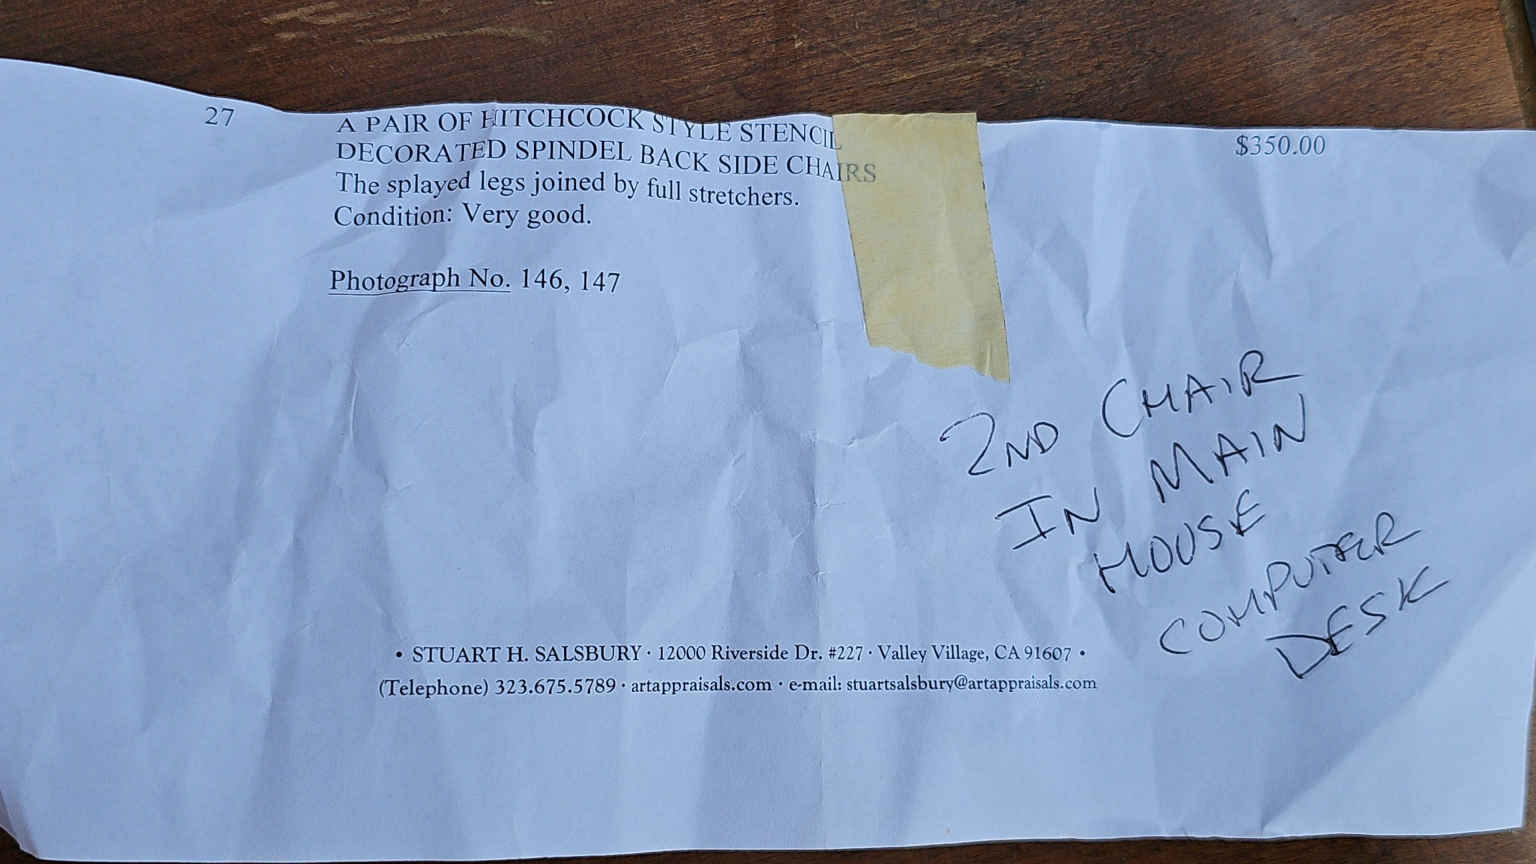 27
A PAIR OF HITCHCOCK STYLE STENCIL
$350.00
DECORATED SPINDEL BACK SIDE CHAIRS
The splayed legs joined by full stretchers.
Condition: Very good.
Photograph No. 146, 147
2ND CHAIR
IN MAIN
HOUSE
COMPUTER
DESK
• STUART H. SALSBURY · 12000 Riverside Dr. #227 · Valley Village, CA 91607 •
(Telephone) 323.675.5789 · artappraisals.com · e-mail: stuartsalsbury@artappraisals.com